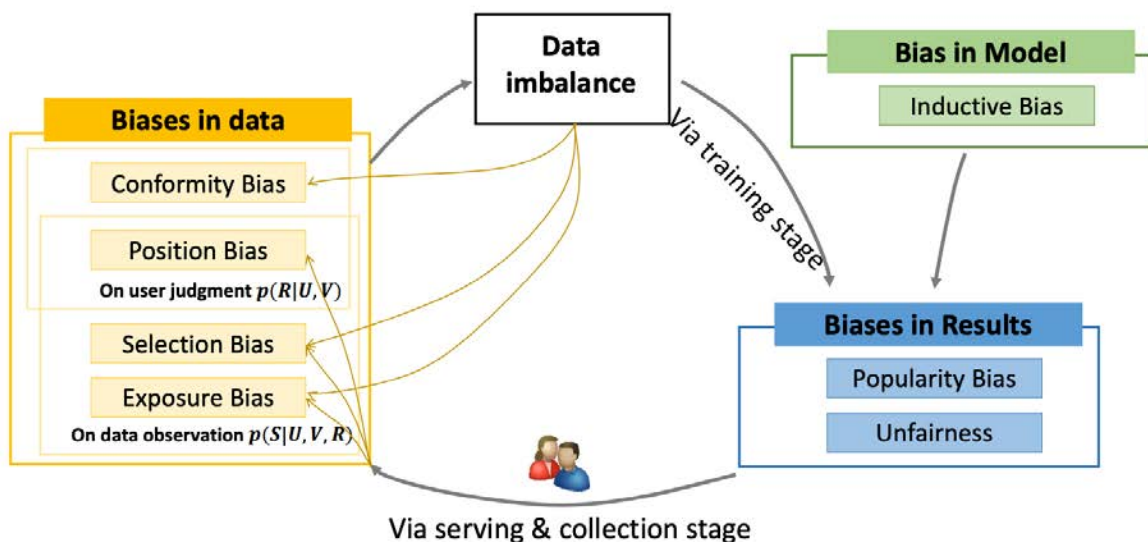 Data
imbalance
Bias in Model
Inductive Bias
Biases in data
Conformity Bias
Position Bias
On user judgment p(R|U,V)
Selection Bias
Exposure Bias
On data observation p(S|U,V,R)
Via training stage
Biases in Results
Popularity Bias
Unfairness
Via serving & collection stage